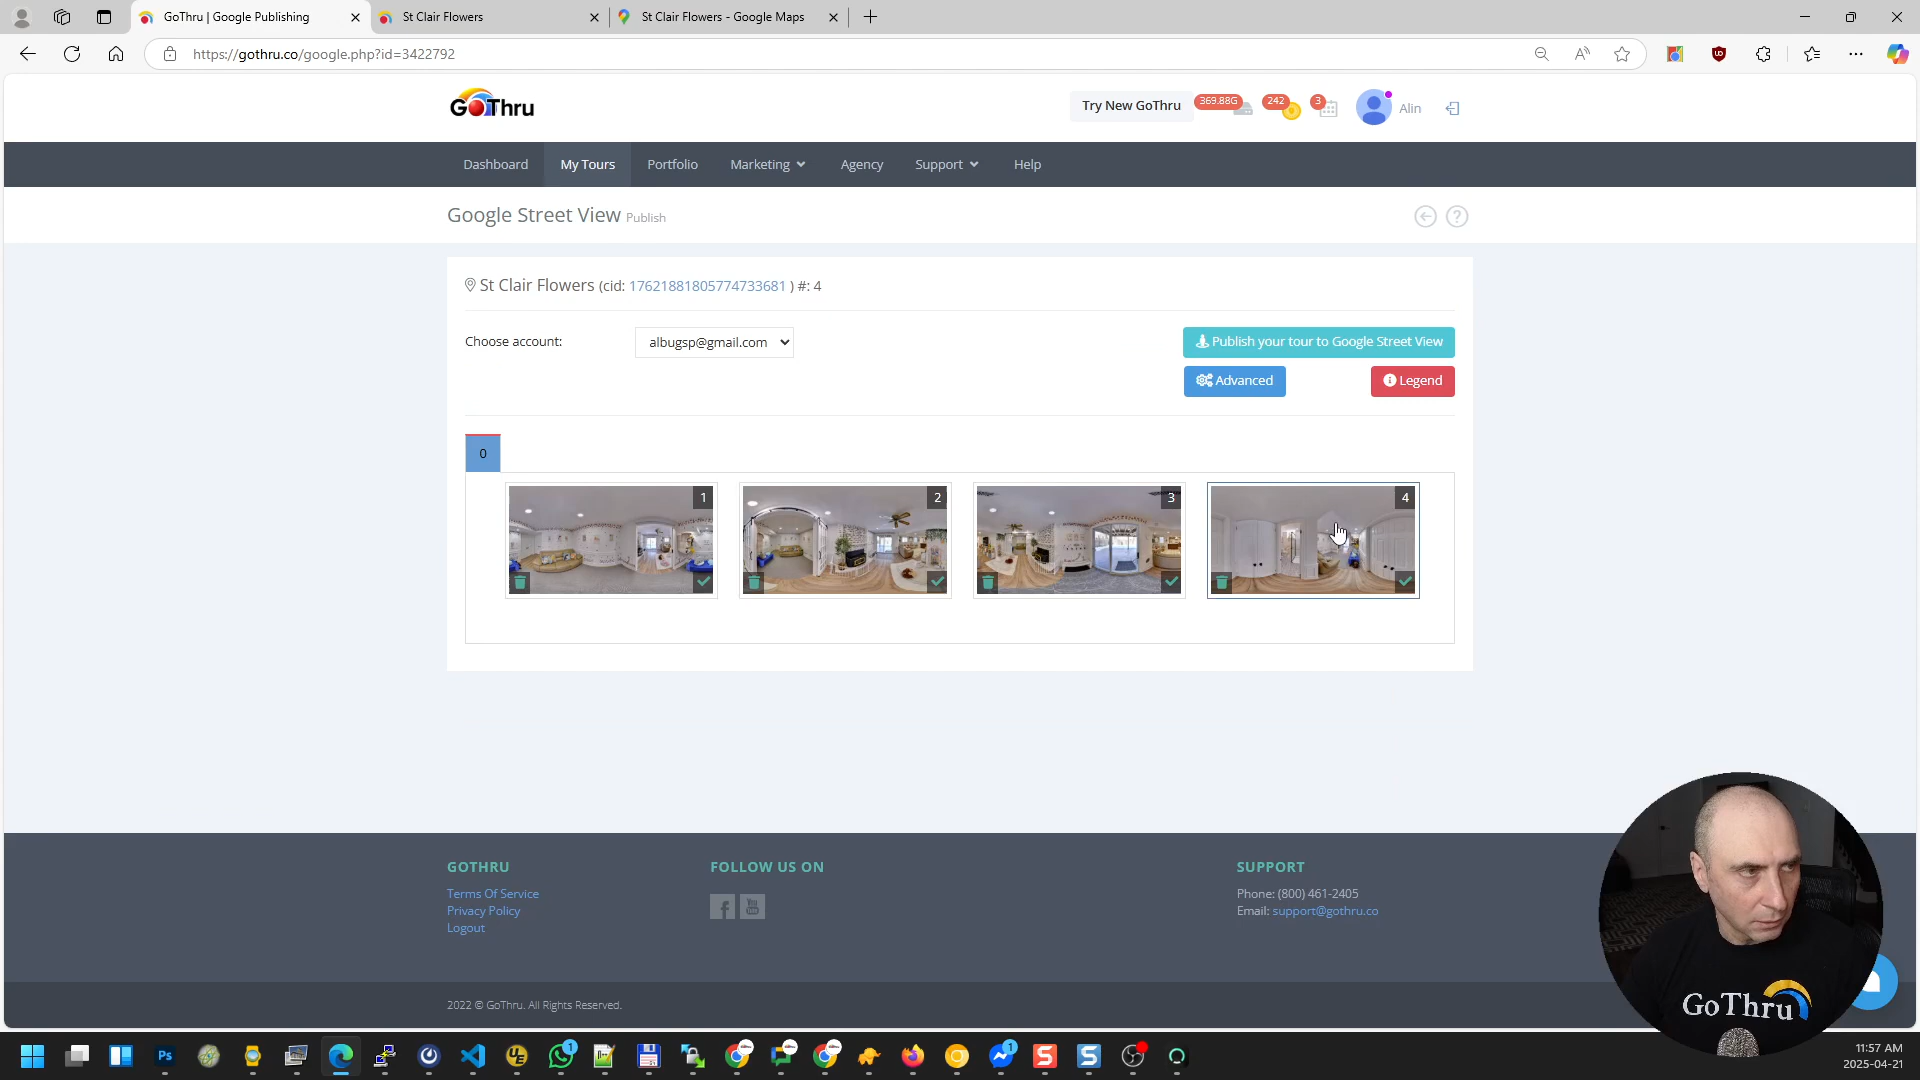 GoThru | Google Publishing
St Clair Flowers
St Clair Flowers - Google Maps
https://gothru.co/google.php?id=3422792
GoThru
Try New GoThru
369.88G
242
3
Alin
Dashboard
My Tours
Portfolio
Marketing
Agency
Support
Help
Google Street View Publish
St Clair Flowers (cid: 17621881805774733681 ) #: 4
Choose account:
albugsp@gmail.com
Publish your tour to Google Street View
Advanced
Legend
0
1
2
3
4
GOTHRU
Terms Of Service
Privacy Policy
Logout
FOLLOW US ON
SUPPORT
Phone: (800) 461-2405
Email: support@gothru.co
2022 © GoThru. All Rights Reserved.
GoThru
Ps
UE
1
1
S
S
11:57 AM
2025-04-21